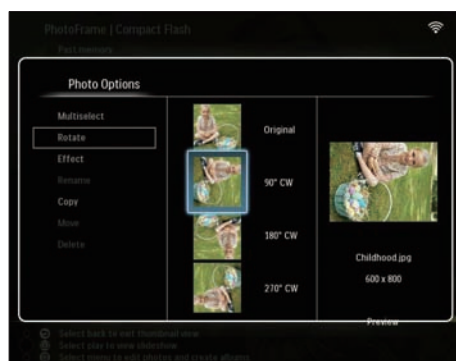 PhotoFrame | Compact Flash
Past memory
Photo Options
Multiselect
Rotate
Effect
Rename
Copy
Move
Delete
Original
90° CW
180° CW
270° CW
Childhood.jpg
600 x 800
Preview
Select back to exit thumbnail view
Select play to view slideshow
Select menu to edit photos and create albums